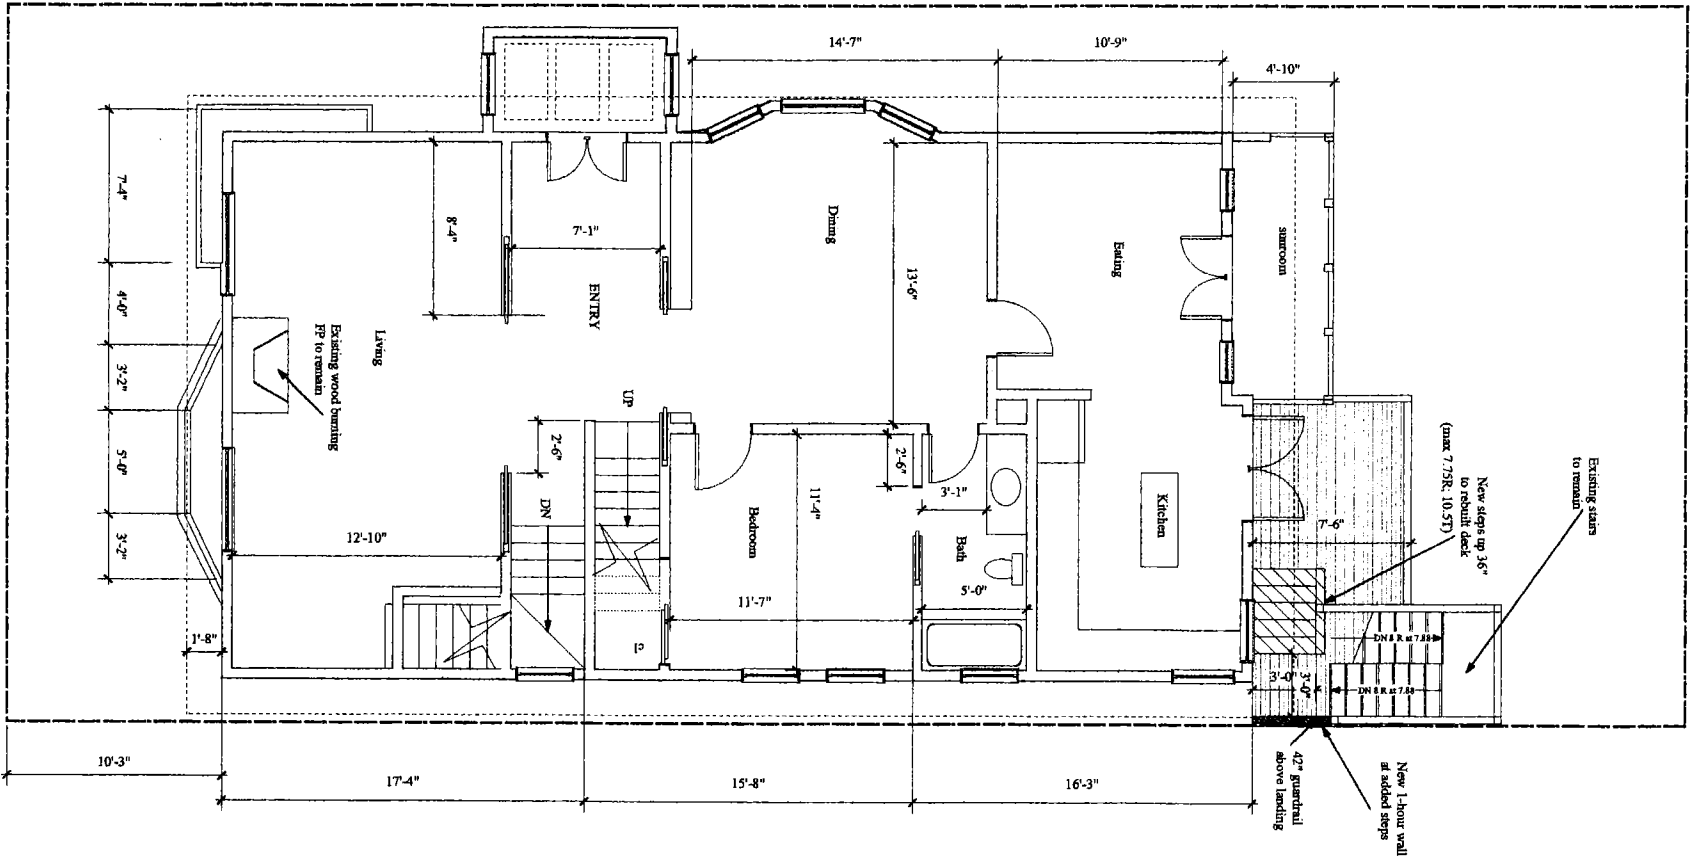 14'-7"
10'-9"
4'-10"
7'-4"
8'-4"
7'-1"
Dining
sunroom
Eating
13'-6"
ENTRY
4'-0"
Living
Existing wood burning
FP to remain
3'-2"
UP
5'-0"
2'-6"
DN
2'-6"
11'-4"
3'-1"
Kitchen
New steps up 36"
to rebuilt deck
(max 7.75R; 10.5T)
Existing stairs
to remain
7'-6"
3'-2"
12'-10"
Bedroom
Bath
11'-7"
5'-0"
1'-8"
cl
DN 8 R at 7.88
DN 8 R at 7.88
3'-0"
3'-0"
42" guardrail
above landing
New 1-hour wall
at added steps
10'-3"
17'-4"
15'-8"
16'-3"